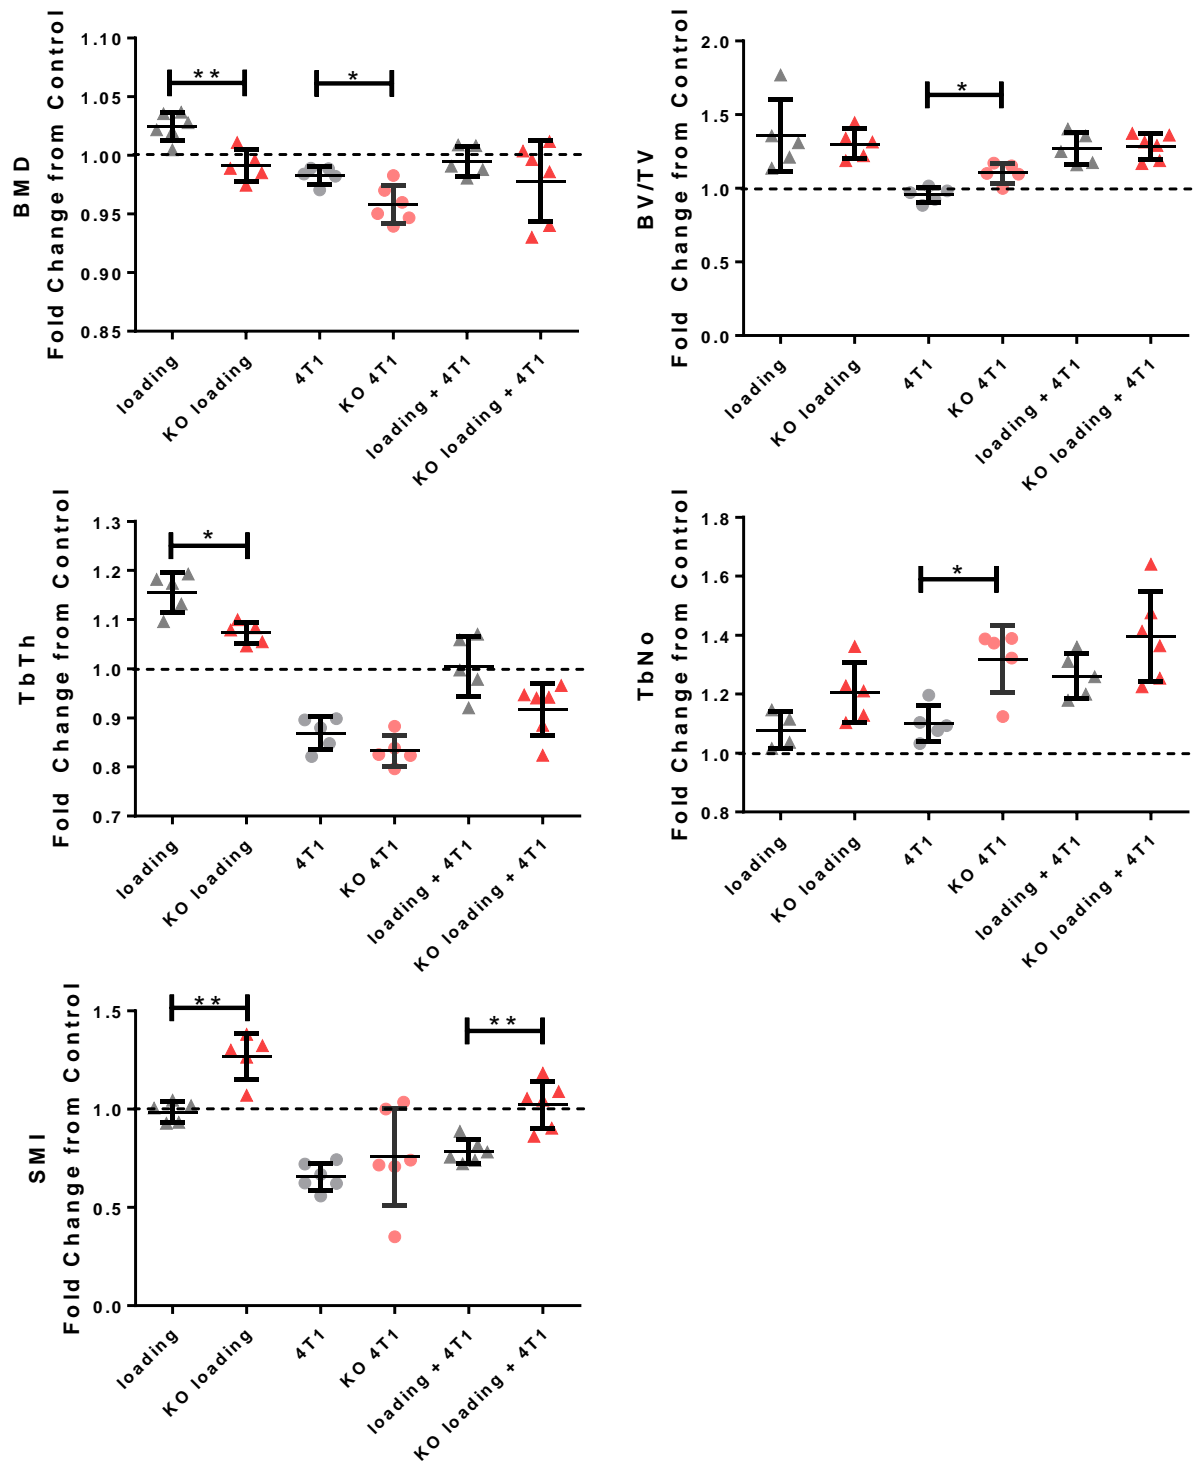 BMD
Fold Change from Control
1.10
1.05
1.00
0.95
0.90
0.85
**
*
loading
KO loading
4T1
KO 4T1
loading + 4T1
KO loading + 4T1
BV/TV
Fold Change from Control
2.0
1.5
1.0
0.5
0.0
*
loading
KO loading
4T1
KO 4T1
loading + 4T1
KO loading + 4T1
TbTh
Fold Change from Control
1.3
1.2
1.1
1.0
0.9
0.8
0.7
*
loading
KO loading
4T1
KO 4T1
loading + 4T1
KO loading + 4T1
TbNo
Fold Change from Control
1.8
1.6
1.4
1.2
1.0
0.8
*
loading
KO loading
4T1
KO 4T1
loading + 4T1
KO loading + 4T1
SMI
Fold Change from Control
1.5
1.0
0.5
0.0
**
**
loading
KO loading
4T1
KO 4T1
loading + 4T1
KO loading + 4T1